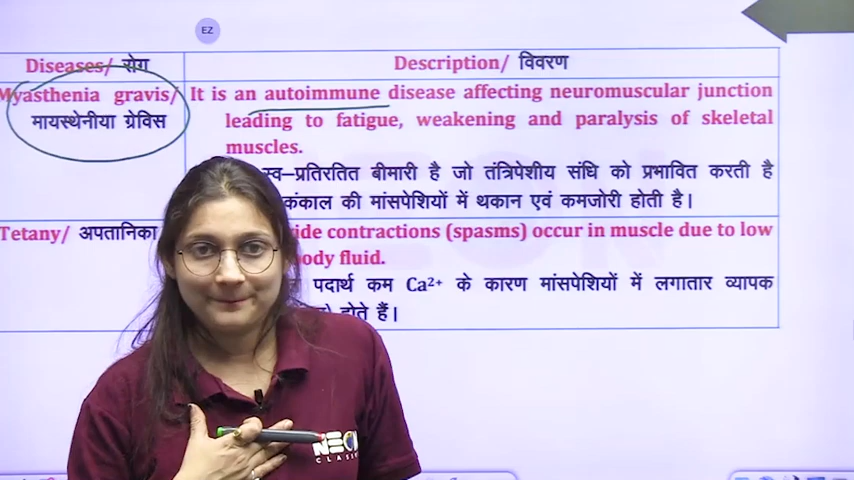 EZ
Diseases/ रोग
Description/ विवरण
Myasthenia gravis/
मायस्थेनीया ग्रेविस
It is an autoimmune disease affecting neuromuscular junction
leading to fatigue, weakening and paralysis of skeletal
muscles.
स्व–प्रतिरतित बीमारी है जो तंत्रिपेशीय संधि को प्रभावित करती है
कंकाल की मांसपेशियों में थकान एवं कमजोरी होती है।
Tetany/ अपतानिका
contractions (spasms) occur in muscle due to low
body fluid.
पदार्थ कम Ca²⁺ के कारण मांसपेशियों में लगातार व्यापक
होते हैं।
NEON
CLASSES